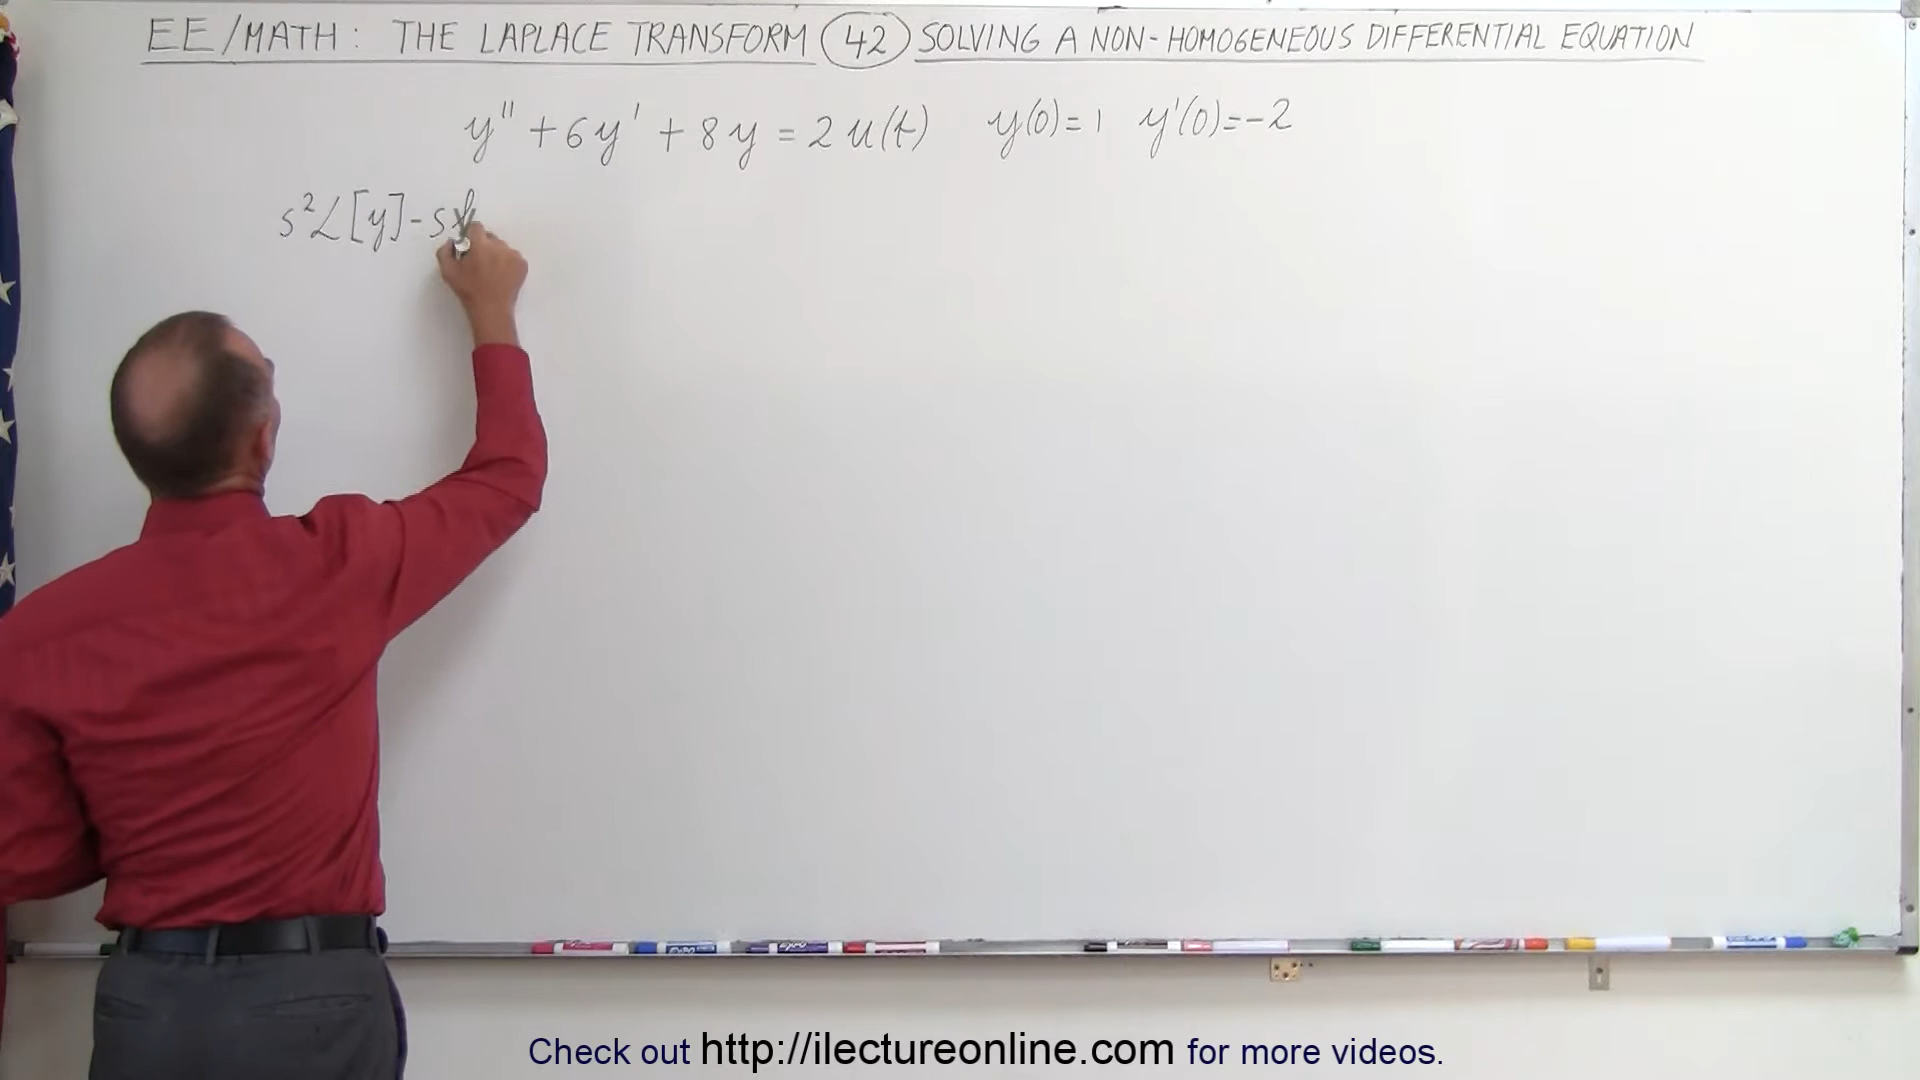 EE/MATH: THE LAPLACE TRANSFORM 42 SOLVING A NON-HOMOGENEOUS DIFFERENTIAL EQUATION
y'' + 6y' + 8y = 2u(t) y(0)=1 y'(0)=-2
s²L[y]-s
Check out http://ilectureonline.com for more videos.